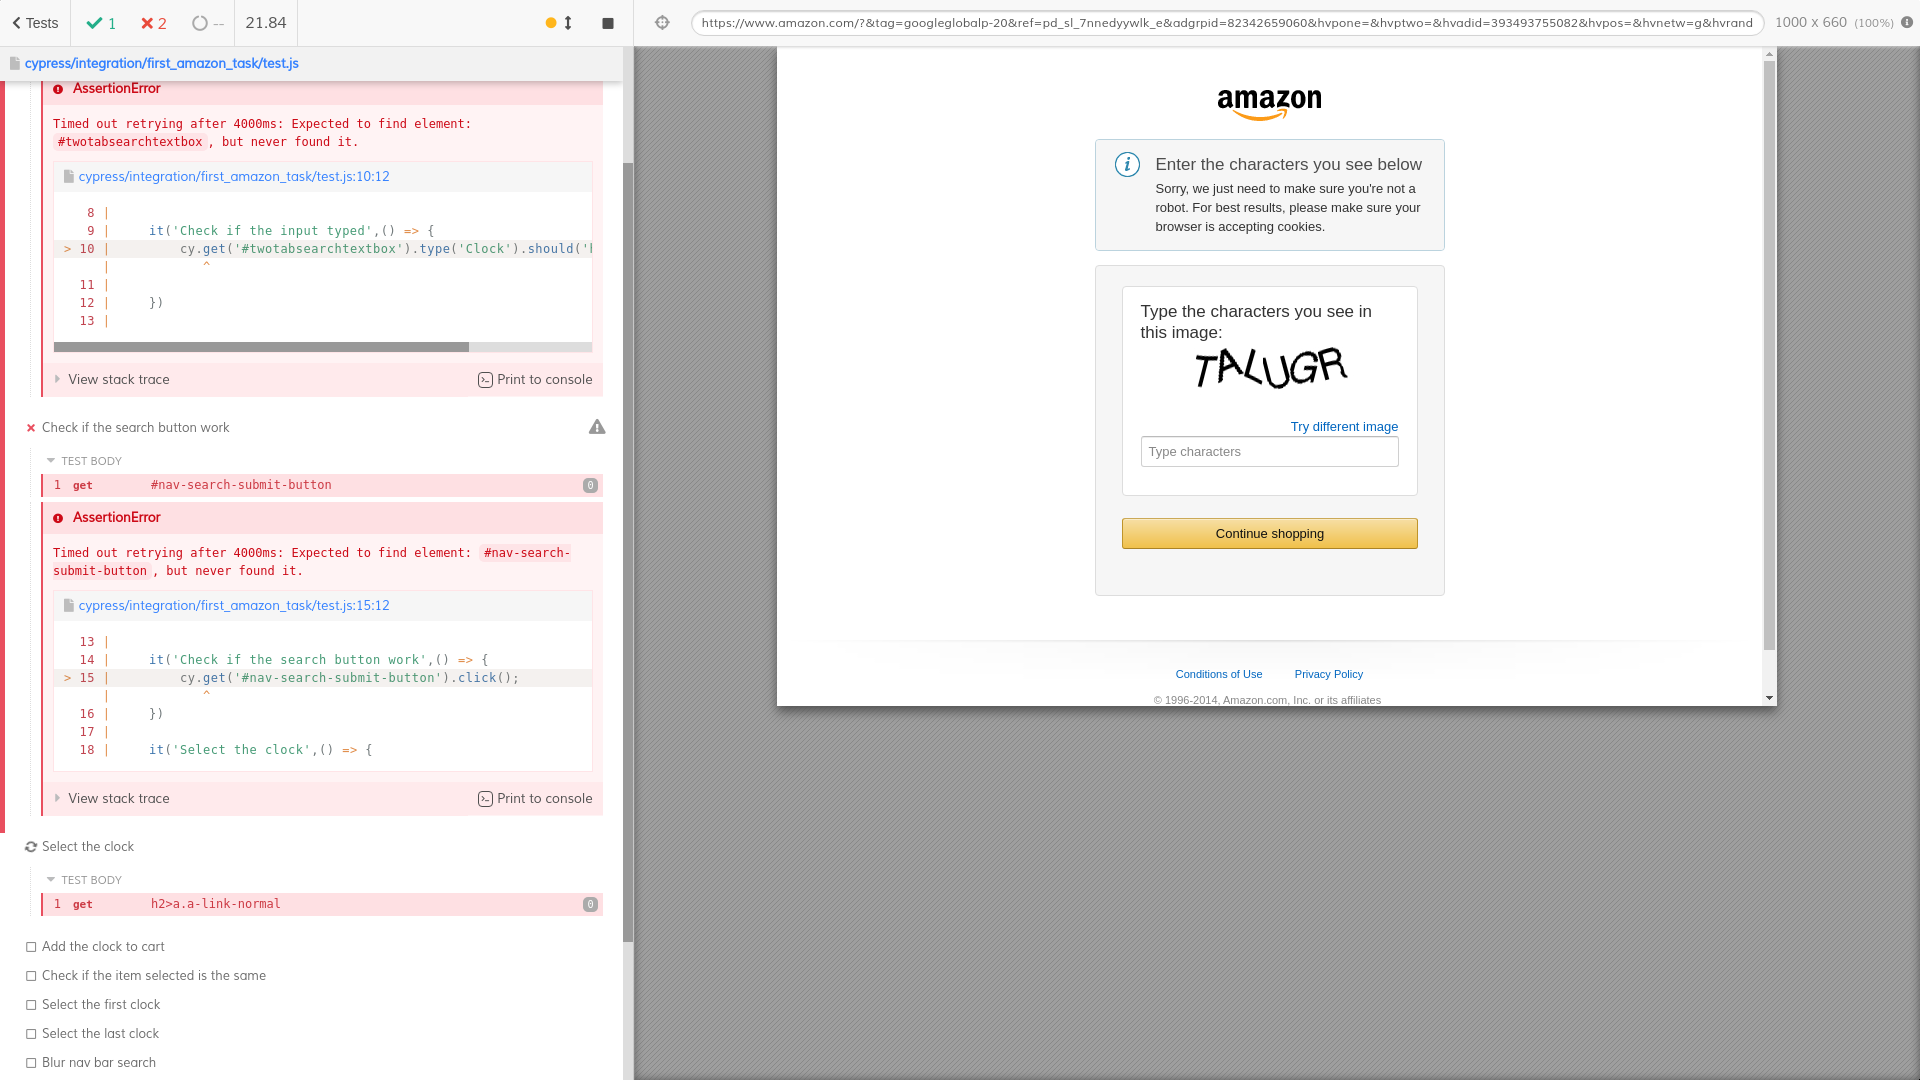 Tests
1
2
--
21.84
https://www.amazon.com/?&tag=googleglobalp-20&ref=pd_sl_7nnedyywlk_e&adgrpid=82342659060&hvpone=&hvptwo=&hvadid=393493755082&hvpos=&hvnetw=g&hvrand
1000 x 660 (100%)
cypress/integration/first_amazon_task/test.js
AssertionError
Timed out retrying after 4000ms: Expected to find element:
#twotabsearchtextbox, but never found it.
cypress/integration/first_amazon_task/test.js:10:12
8 |
9 | it('Check if the input typed',() => {
> 10 | cy.get('#twotabsearchtextbox').type('Clock').should('h
| ^
11 |
12 | })
13 |
View stack trace
Print to console
Check if the search button work
TEST BODY
1 get #nav-search-submit-button 0
AssertionError
Timed out retrying after 4000ms: Expected to find element: #nav-search-
submit-button, but never found it.
cypress/integration/first_amazon_task/test.js:15:12
13 |
14 | it('Check if the search button work',() => {
> 15 | cy.get('#nav-search-submit-button').click();
| ^
16 | })
17 |
18 | it('Select the clock',() => {
View stack trace
Print to console
Select the clock
TEST BODY
1 get h2>a.a-link-normal 0
Add the clock to cart
Check if the item selected is the same
Select the first clock
Select the last clock
Blur nav bar search
amazon
Enter the characters you see below
Sorry, we just need to make sure you're not a
robot. For best results, please make sure your
browser is accepting cookies.
Type the characters you see in
this image:
TALUGR
Try different image
Type characters
Continue shopping
Conditions of Use
Privacy Policy
© 1996-2014, Amazon.com, Inc. or its affiliates